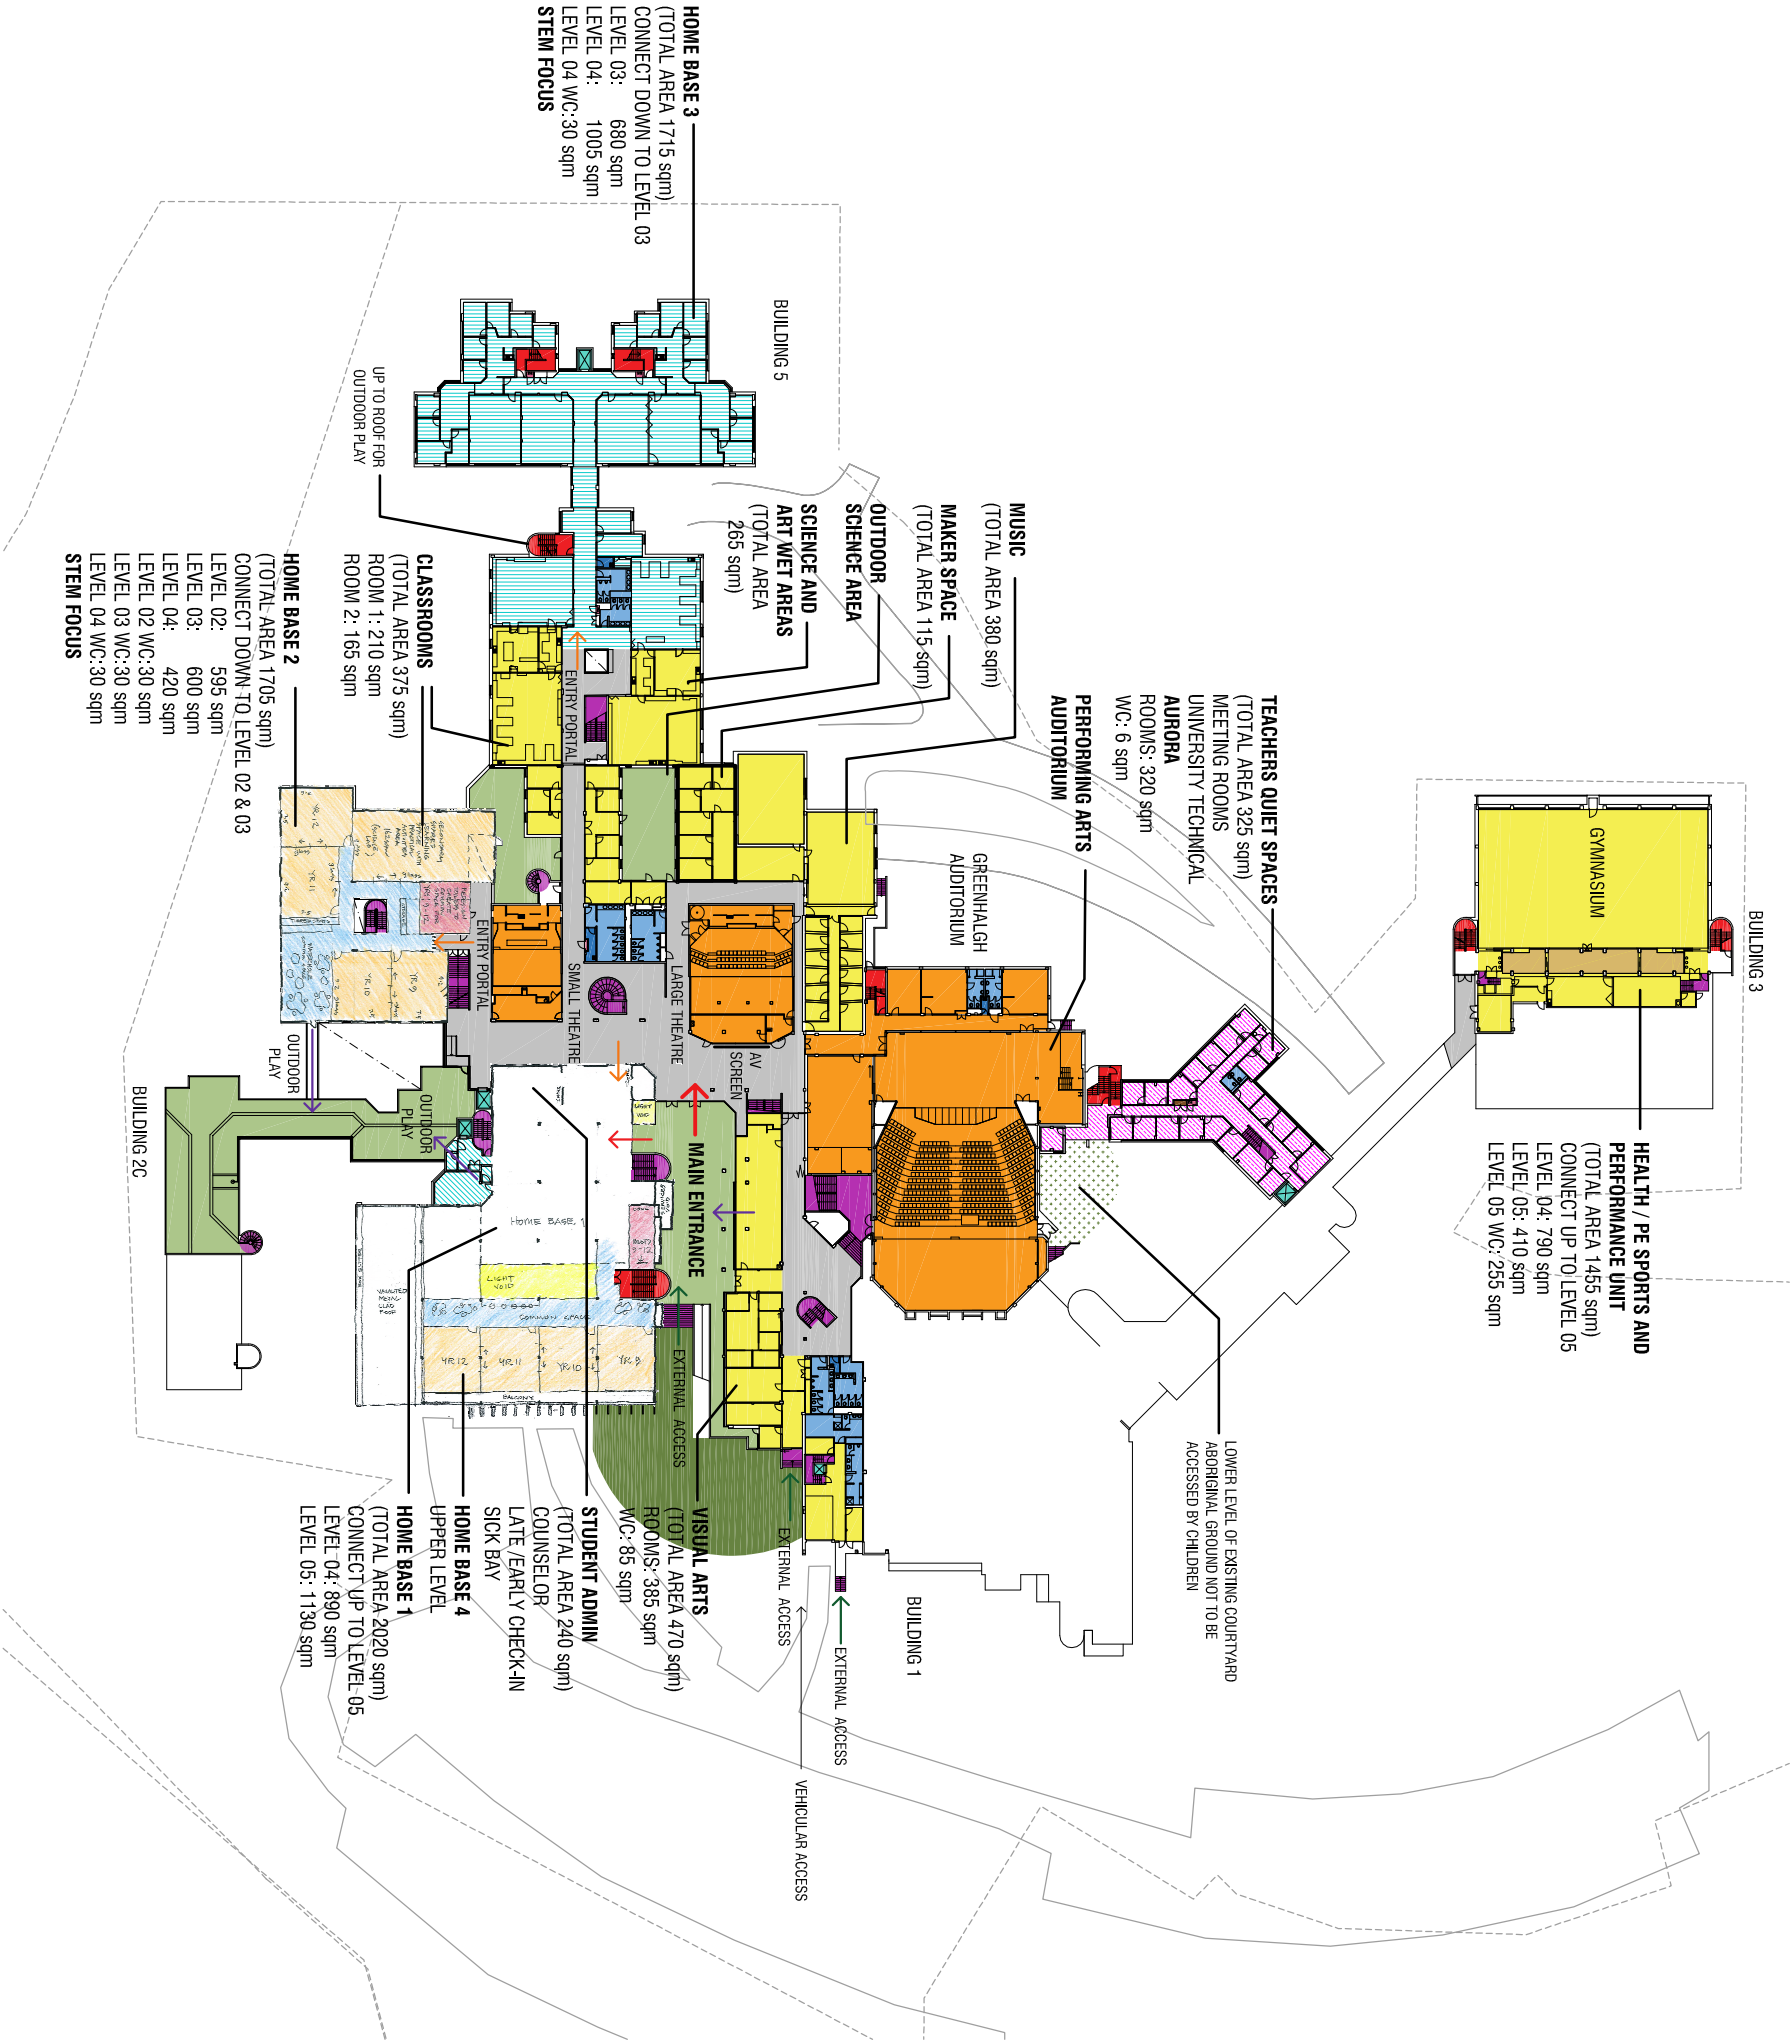 HOME BASE 3
(TOTAL AREA 1715 sqm)
CONNECT DOWN TO LEVEL 03
LEVEL 03: 680 sqm
LEVEL 04: 1005 sqm
LEVEL 04 WC:30 sqm
STEM FOCUS
BUILDING 5
UP TO ROOF FOR
OUTDOOR PLAY
MUSIC
(TOTAL AREA 380 sqm)
MAKER SPACE
(TOTAL AREA 115 sqm)
OUTDOOR
SCIENCE AREA
SCIENCE AND
ART WET AREAS
(TOTAL AREA
265 sqm)
CLASSROOMS
(TOTAL AREA 375 sqm)
ROOM 1: 210 sqm
ROOM 2: 165 sqm
HOME BASE 2
(TOTAL AREA 1705 sqm)
CONNECT DOWN TO LEVEL 02 & 03
LEVEL 02: 595 sqm
LEVEL 03: 600 sqm
LEVEL 04: 420 sqm
LEVEL 02 WC:30 sqm
LEVEL 03 WC:30 sqm
LEVEL 04 WC:30 sqm
STEM FOCUS
TEACHERS QUIET SPACES
(TOTAL AREA 325 sqm)
MEETING ROOMS
UNIVERSITY TECHNICAL
AURORA
ROOMS: 320 sqm
WC: 6 sqm
PERFORMING ARTS
AUDITORIUM
GREENHALGH
AUDITORIUM
GYMNASIUM
BUILDING 3
HEALTH / PE SPORTS AND
PERFORMANCE UNIT
(TOTAL AREA 1455 sqm)
CONNECT UP TO LEVEL 05
LEVEL 04: 790 sqm
LEVEL 05: 410 sqm
LEVEL 05 WC: 255 sqm
ENTRY PORTAL
ENTRY PORTAL
SMALL THEATRE
LARGE THEATRE
AV
SCREEN
MAIN ENTRANCE
YR 12
YR 11
YR 10
YR 9
OUTDOOR
PLAY
OUTDOOR
PLAY
BUILDING 2C
LIGHT
VOID
HOME BASE 1
LIGHT
VOID
VAULTED
METAL
CLAD
ROOF
COMMON SPACE
YR 12
YR 11
YR 10
YR 9
BALCONY
EXTERNAL ACCESS
EXTERNAL ACCESS
EXTERNAL ACCESS
VEHICULAR ACCESS
BUILDING 1
LOWER LEVEL OF EXISTING COURTYARD
ABORIGINAL GROUND NOT TO BE
ACCESSED BY CHILDREN
VISUAL ARTS
(TOTAL AREA 470 sqm)
ROOMS: 385 sqm
WC: 85 sqm
STUDENT ADMIN
(TOTAL AREA 240 sqm)
COUNSELOR
LATE /EARLY CHECK-IN
SICK BAY
HOME BASE 4
UPPER LEVEL
HOME BASE 1
(TOTAL AREA 2020 sqm)
CONNECT UP TO LEVEL 05
LEVEL 04: 890 sqm
LEVEL 05: 1130 sqm